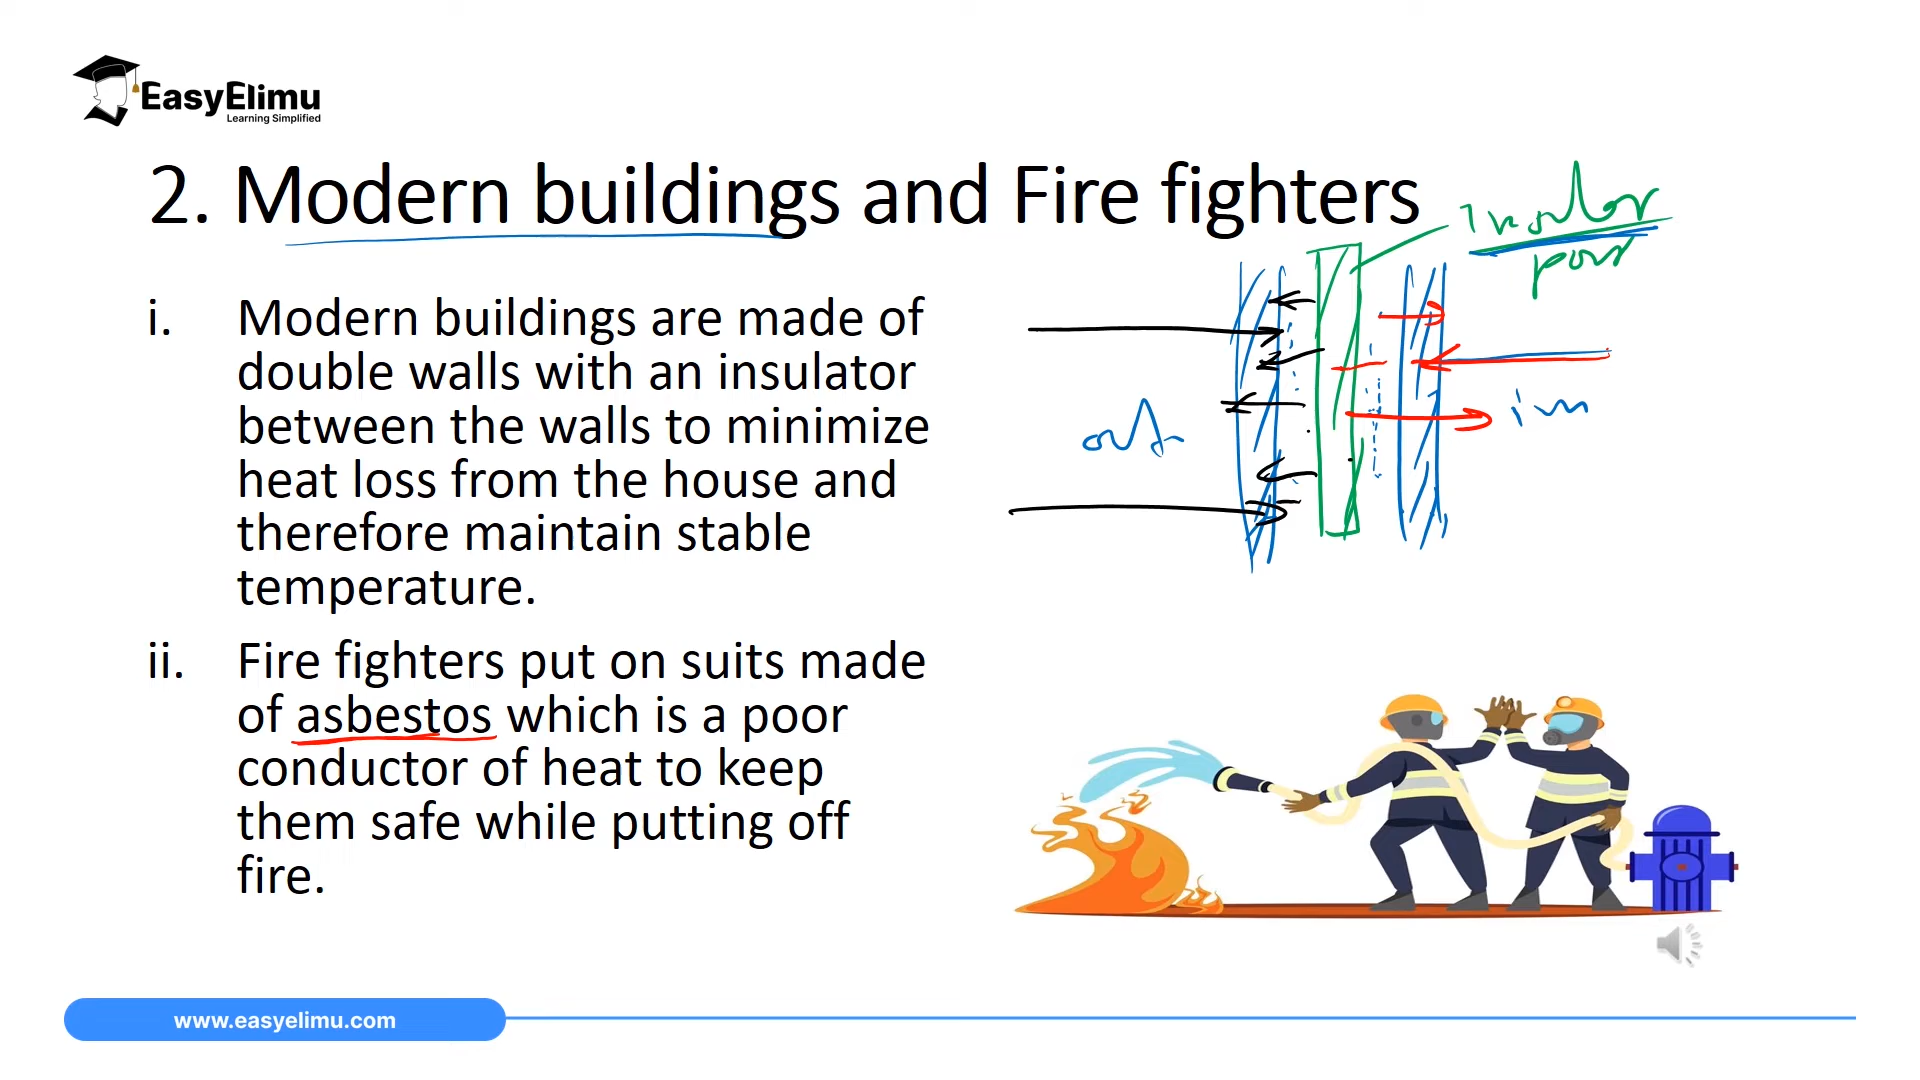 EasyElimu
Learning Simplified
2. Modern buildings and Fire fighters
insulator
poor
i. Modern buildings are made of
double walls with an insulator
between the walls to minimize
heat loss from the house and
therefore maintain stable
temperature.
out
in
ii. Fire fighters put on suits made
of asbestos which is a poor
conductor of heat to keep
them safe while putting off
fire.
www.easyelimu.com